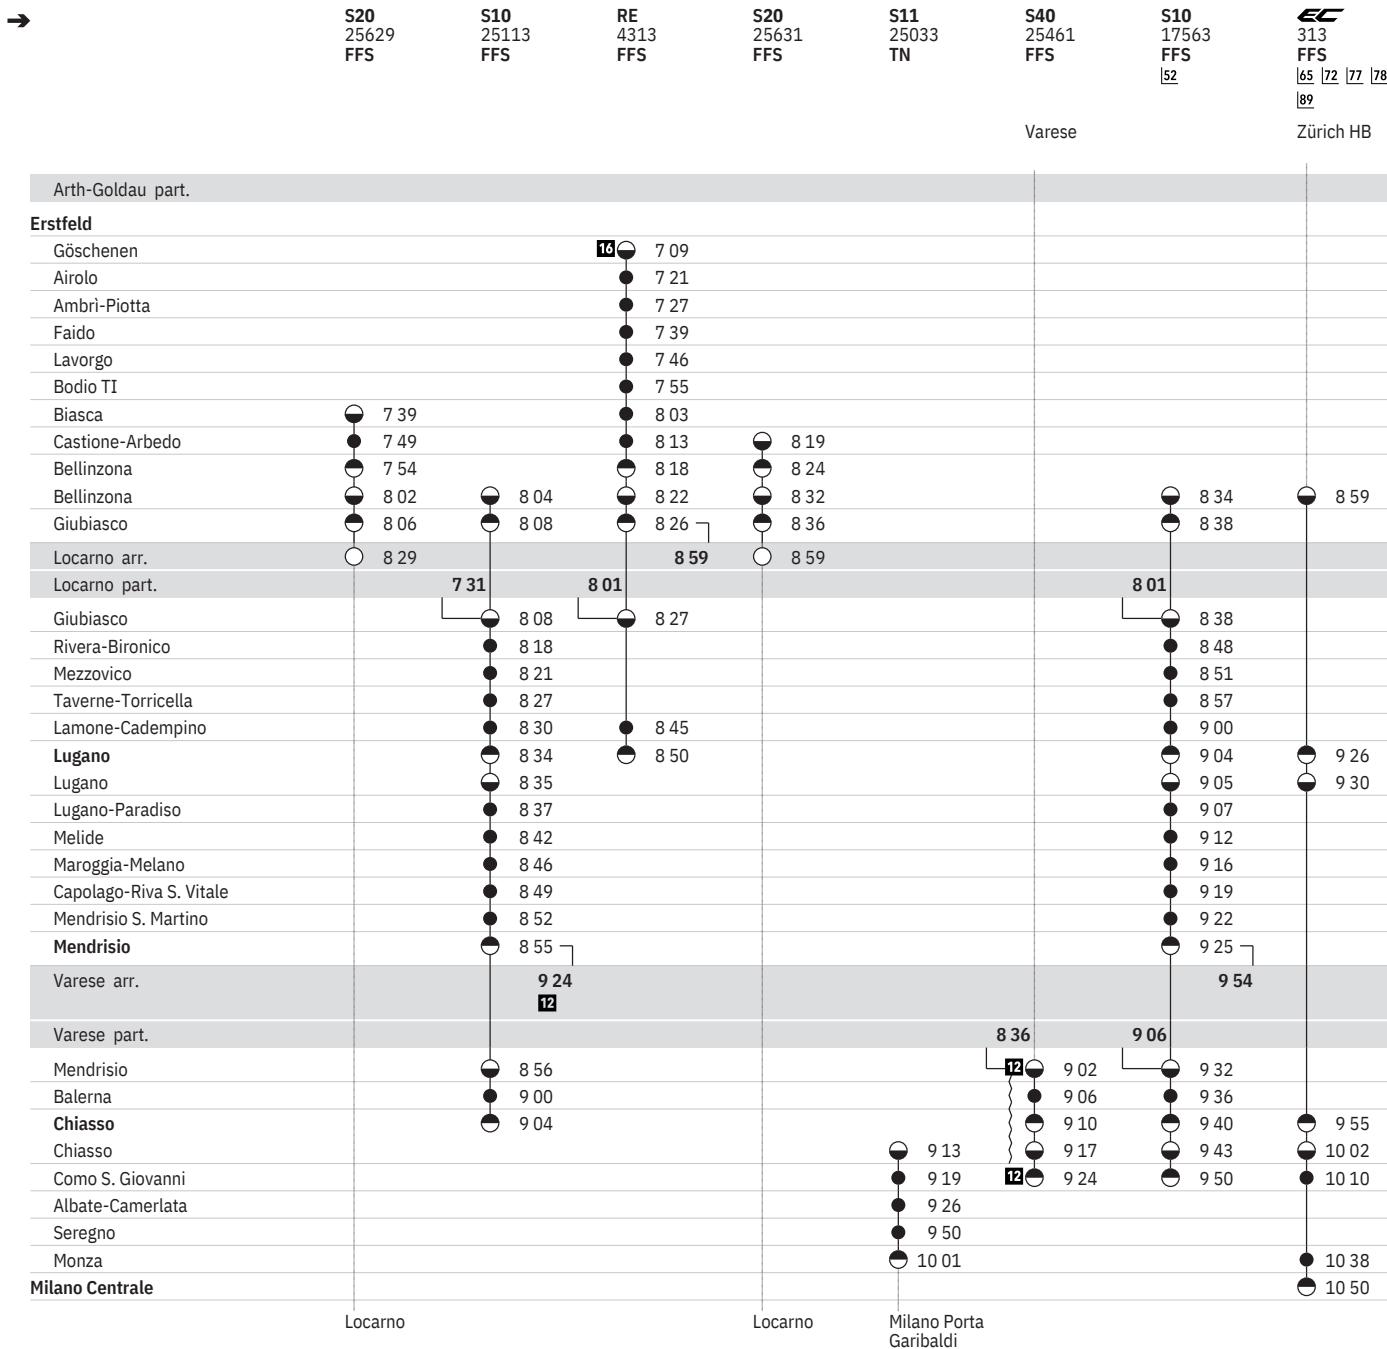 ➔ S20 S10 RE S20 S11 S40 S10 EC
25629 25113 4313 25631 25033 25461 17563 313
FFS FFS FFS FFS TN FFS FFS FFS
52 65 72 77 78
89
Varese Zürich HB
Arth-Goldau part.
Erstfeld
Göschenen 16 7 09
Airolo 7 21
Ambrì-Piotta 7 27
Faido 7 39
Lavorgo 7 46
Bodio TI 7 55
Biasca 7 39 8 03
Castione-Arbedo 7 49 8 13 8 19
Bellinzona 7 54 8 18 8 24
Bellinzona 8 02 8 04 8 22 8 32 8 34 8 59
Giubiasco 8 06 8 08 8 26 8 36 8 38
Locarno arr. 8 29 8 59 8 59
Locarno part. 7 31 8 01 8 01
Giubiasco 8 08 8 27 8 38
Rivera-Bironico 8 18 8 48
Mezzovico 8 21 8 51
Taverne-Torricella 8 27 8 57
Lamone-Cadempino 8 30 8 45 9 00
Lugano 8 34 8 50 9 04 9 26
Lugano 8 35 9 05 9 30
Lugano-Paradiso 8 37 9 07
Melide 8 42 9 12
Maroggia-Melano 8 46 9 16
Capolago-Riva S. Vitale 8 49 9 19
Mendrisio S. Martino 8 52 9 22
Mendrisio 8 55 9 25
Varese arr. 9 24 9 54
12
Varese part. 8 36 9 06
Mendrisio 8 56 12 9 02 9 32
Balerna 9 00 9 06 9 36
Chiasso 9 04 9 10 9 40 9 55
Chiasso 9 13 9 17 9 43 10 02
Como S. Giovanni 9 19 12 9 24 9 50 10 10
Albate-Camerlata 9 26
Seregno 9 50
Monza 10 01 10 38
Milano Centrale 10 50
Locarno Locarno Milano Porta
Garibaldi